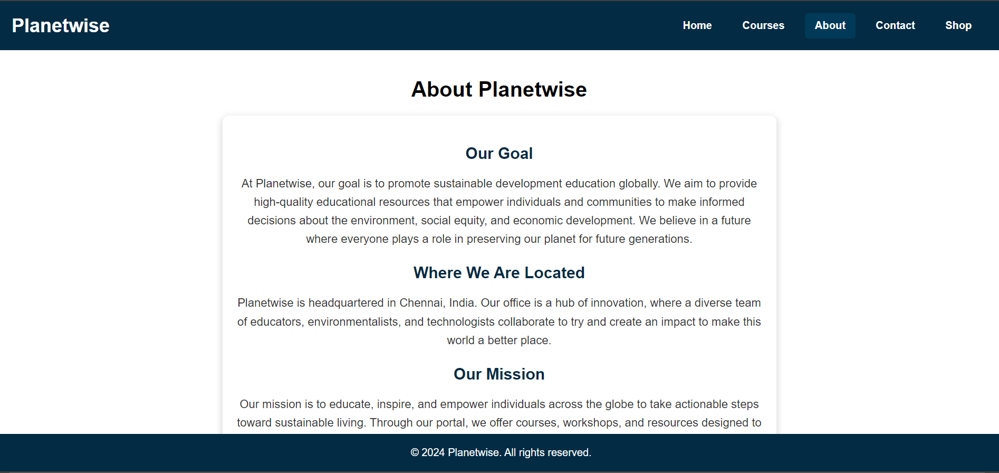 Planetwise
Home Courses About Contact Shop
About Planetwise
Our Goal
At Planetwise, our goal is to promote sustainable development education globally. We aim to provide
high-quality educational resources that empower individuals and communities to make informed
decisions about the environment, social equity, and economic development. We believe in a future
where everyone plays a role in preserving our planet for future generations.
Where We Are Located
Planetwise is headquartered in Chennai, India. Our office is a hub of innovation, where a diverse team
of educators, environmentalists, and technologists collaborate to try and create an impact to make this
world a better place.
Our Mission
Our mission is to educate, inspire, and empower individuals across the globe to take actionable steps
toward sustainable living. Through our portal, we offer courses, workshops, and resources designed to
© 2024 Planetwise. All rights reserved.